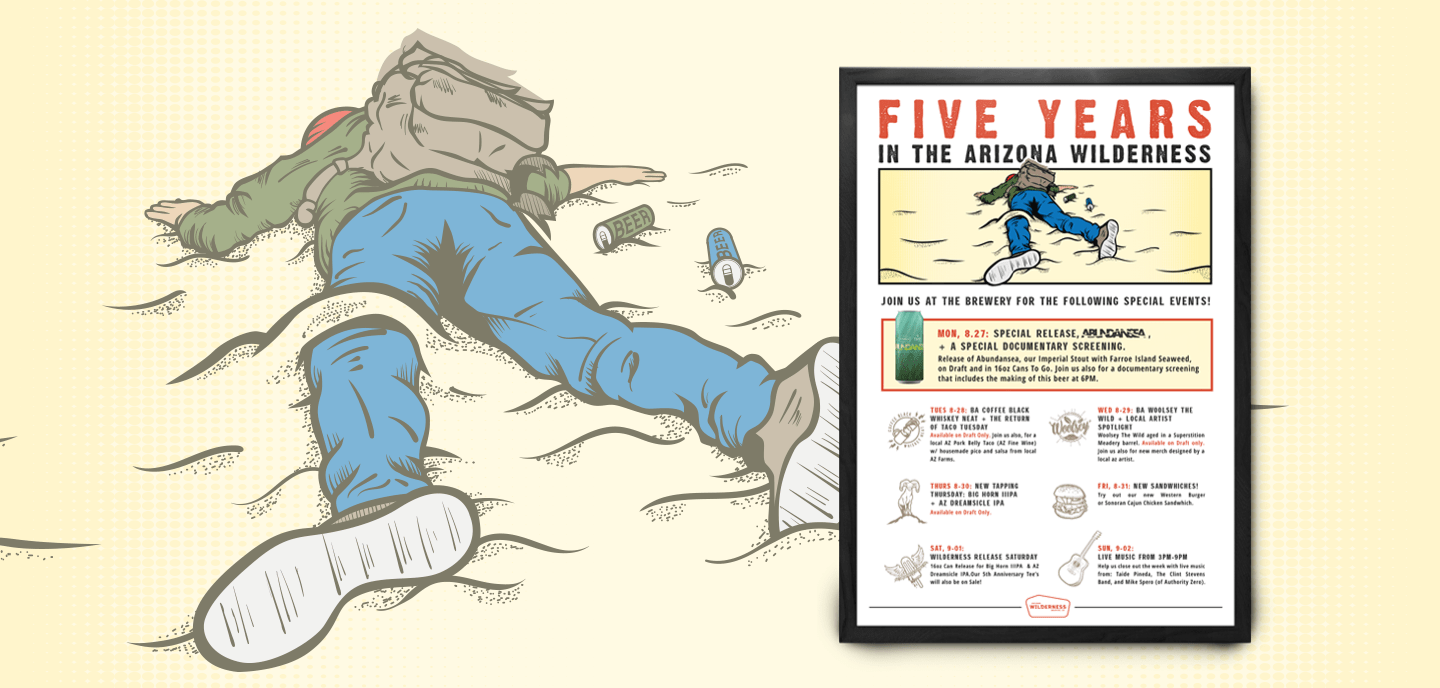 BEER
BEER
FIVE YEARS
IN THE ARIZONA WILDERNESS
JOIN US AT THE BREWERY FOR THE FOLLOWING SPECIAL EVENTS!
MON, 8.27: SPECIAL RELEASE, ABUNDANSEA,
+ A SPECIAL DOCUMENTARY SCREENING.
Release of Abundansea, our Imperial Stout with Farroe Island Seaweed,
on Draft and in 16oz Cans To Go. Join us also for a documentary screening
that includes the making of this beer at 6PM.
TUES 8-28: BA COFFEE BLACK
WHISKEY NEAT + THE RETURN
OF TACO TUESDAY
Available on Draft Only. Join us also, for a
local AZ Pork Belly Taco (AZ Fine Wine)
w/ housemade pico and salsa from local
AZ Farms.
Woolsey
WED 8-29: BA WOOLSEY THE
WILD + LOCAL ARTIST
SPOTLIGHT
Woolsey The Wild aged in a Superstition
Meadery barrel. Available on Draft only.
Join us also for new merch designed by a
local az artist.
THURS 8-30: NEW TAPPING
THURSDAY: BIG HORN IIIPA
+ AZ DREAMSICLE IPA
Available on Draft Only.
FRI, 8-31: NEW SANDWHICHES!
Try out our new Western Burger
or Sonoran Cajun Chicken Sandwhich.
SAT, 9-01:
WILDERNESS RELEASE SATURDAY
16oz Can Release for Big Horn IIIPA & AZ
Dreamsicle IPA.Our 5th Anniversary Tee's
will also be on Sale!
SUN, 9-02:
LIVE MUSIC FROM 3PM-9PM
Help us close out the week with live music
from: Taide Pineda, The Clint Stevens
Band, and Mike Spero (of Authority Zero).
WILDERNESS